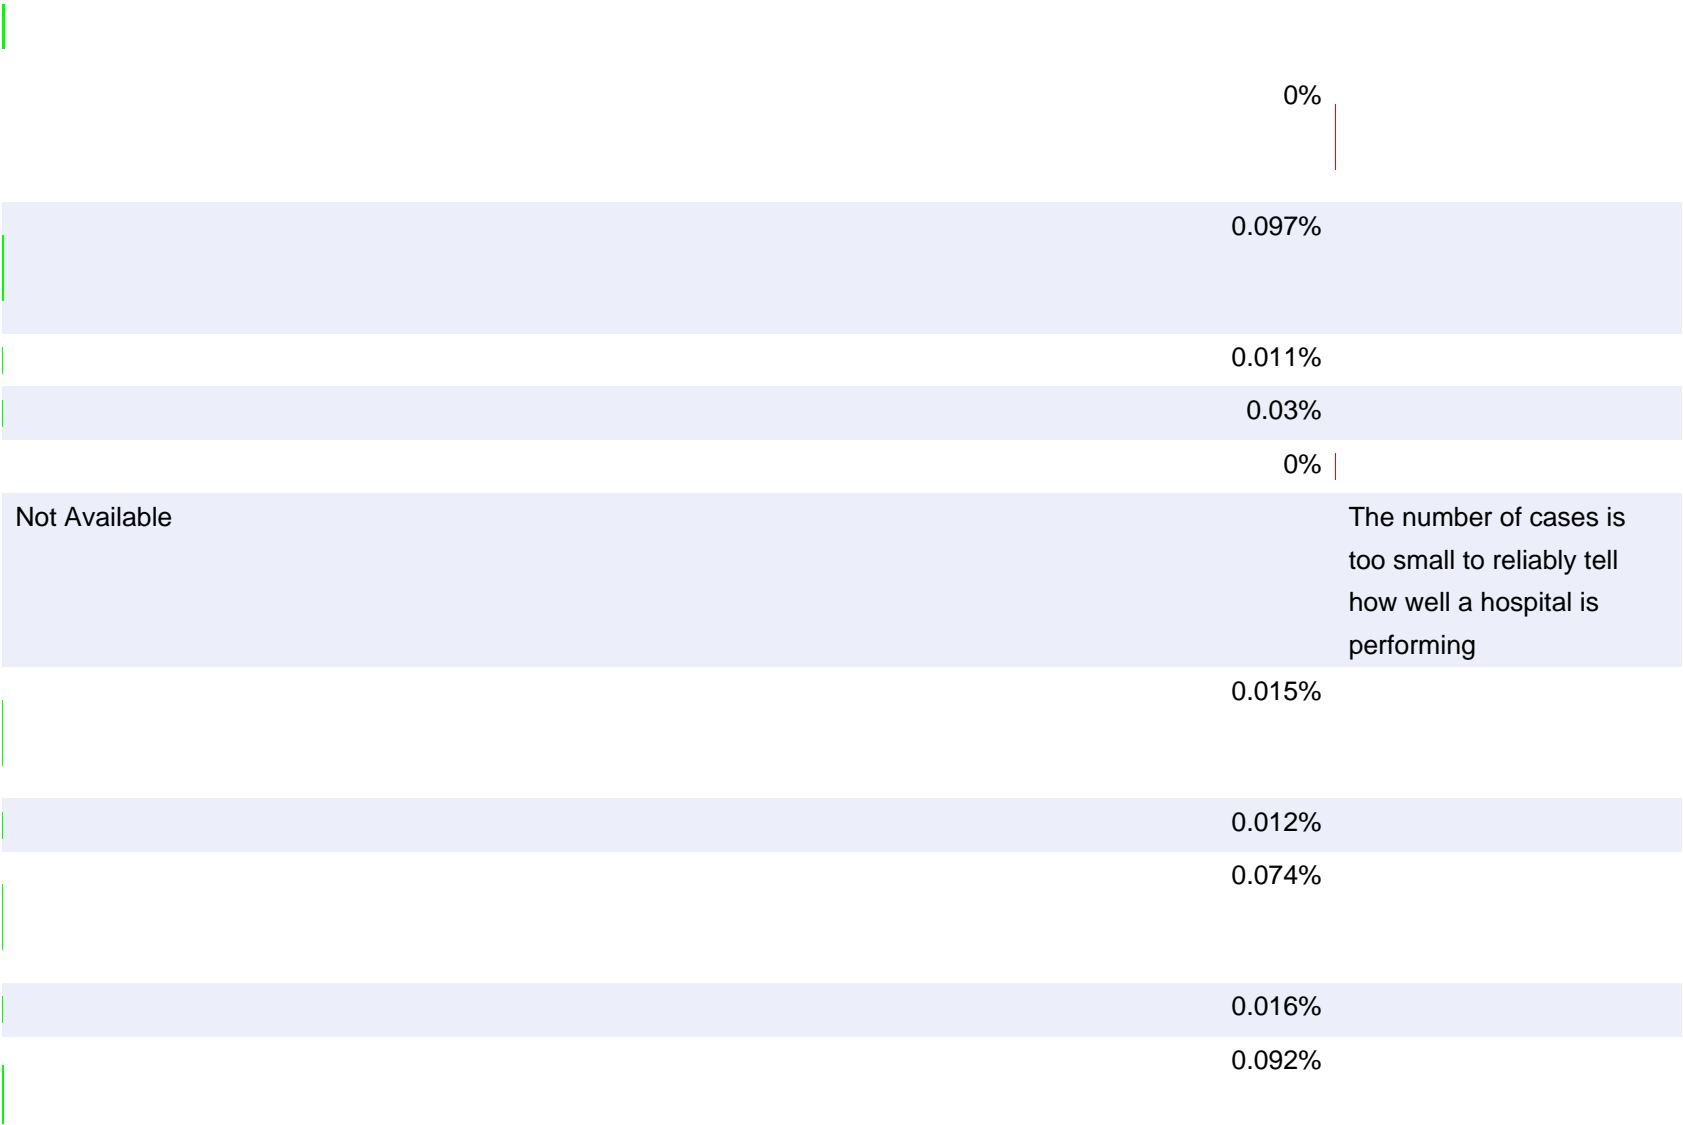 0%
0.097%
0.011%
0.03%
0%
Not Available
The number of cases is
too small to reliably tell
how well a hospital is
performing
0.015%
0.012%
0.074%
0.016%
0.092%